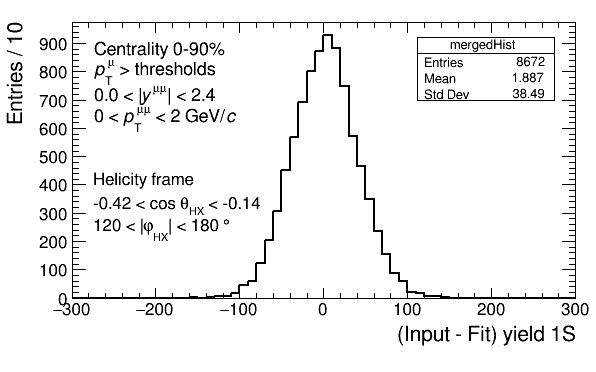 Entries / 10
900
800
700
600
500
400
300
200
100
0
−300
−200
−100
0
100
200
300
(Input - Fit) yield 1S
Centrality 0-90%
p_T^μ > thresholds
0.0 < |y^μμ| < 2.4
0 < p_T^μμ < 2 GeV/c
Helicity frame
-0.42 < cos θ_HX < -0.14
120 < |φ_HX| < 180 °
mergedHist
Entries 8672
Mean 1.887
Std Dev 38.49